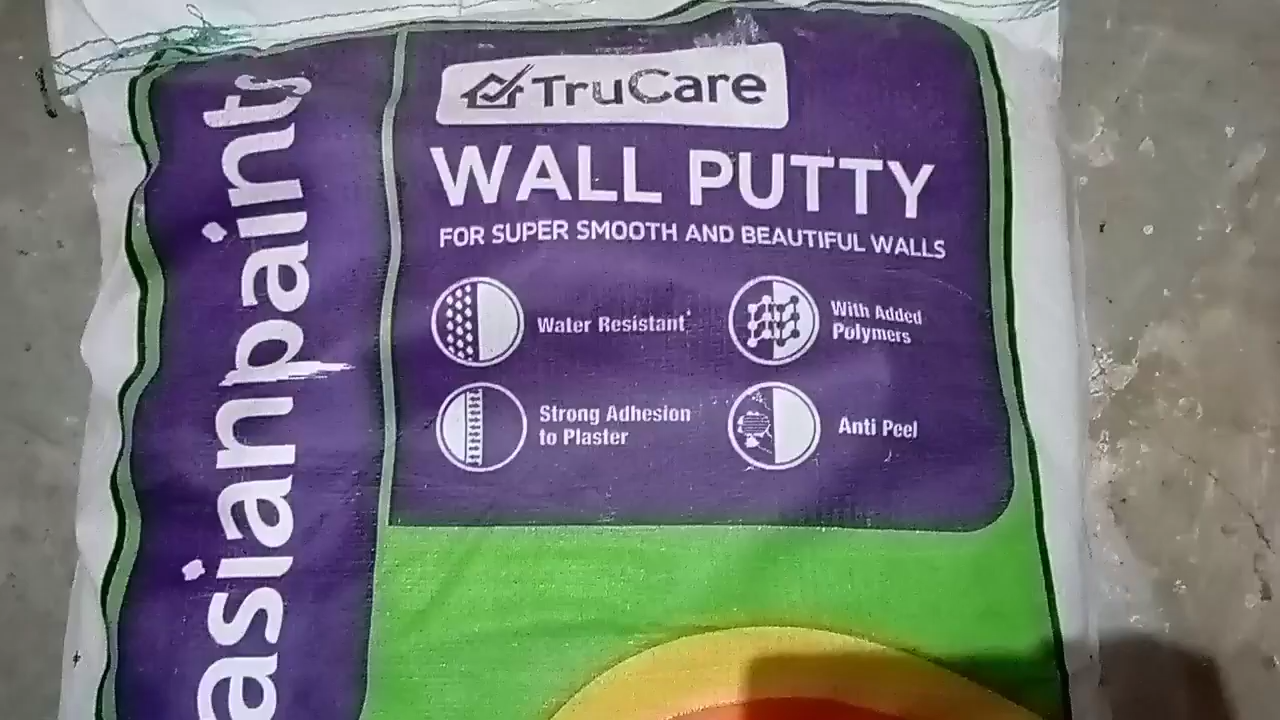 asianpaints
TruCare
WALL PUTTY
FOR SUPER SMOOTH AND BEAUTIFUL WALLS
Water Resistant*
With Added
Polymers
Strong Adhesion
to Plaster
Anti Peel